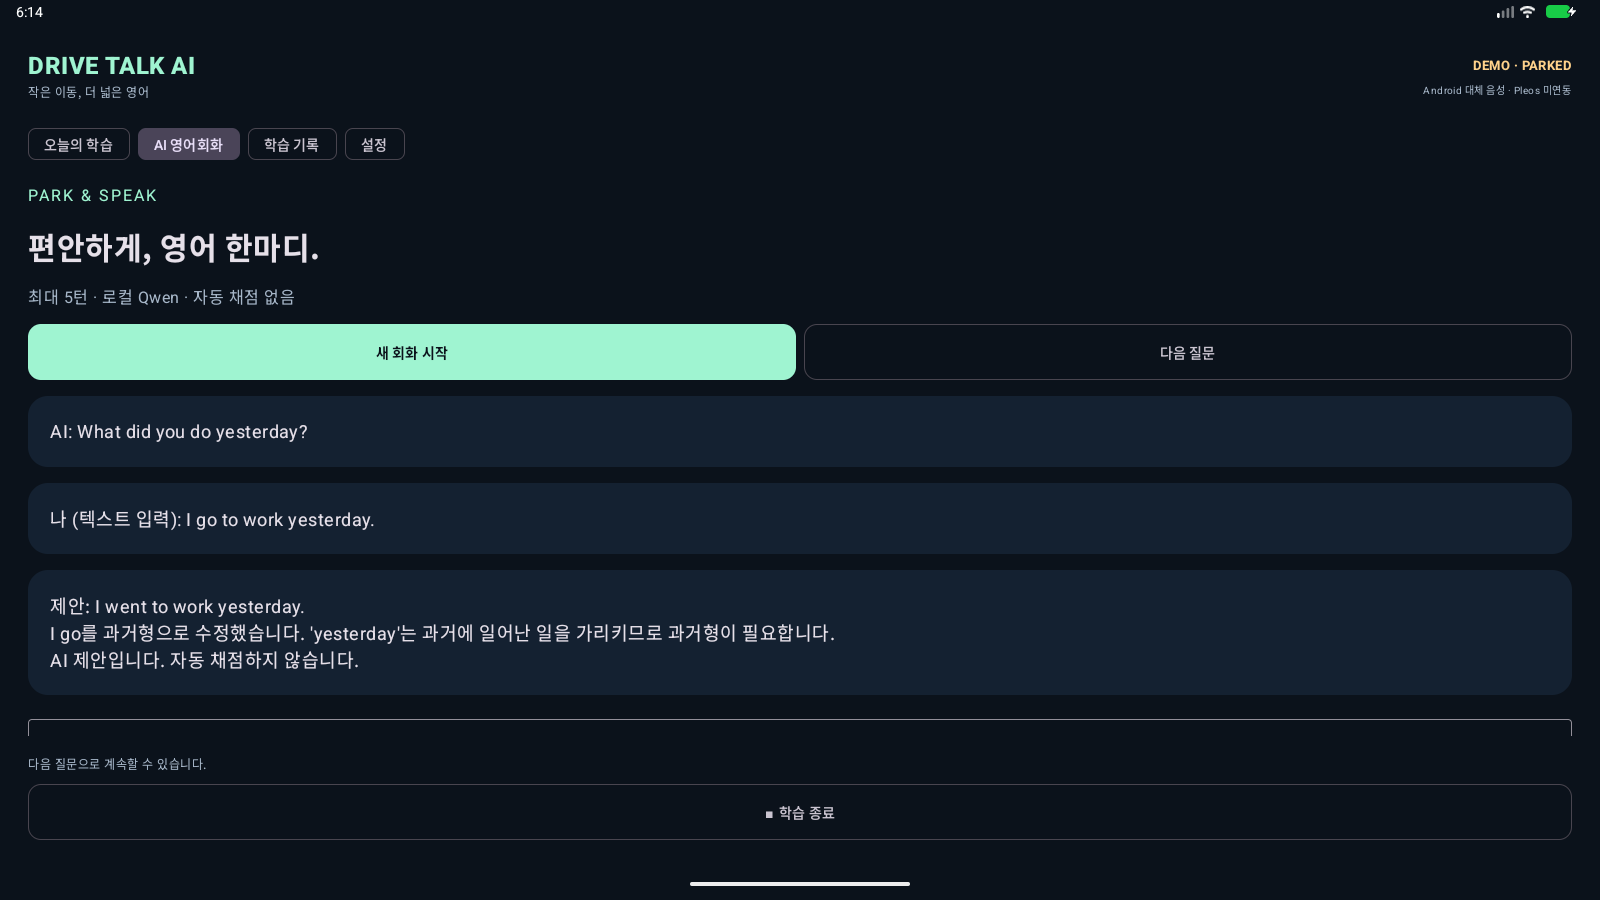 6:14
DRIVE TALK AI
작은 이동, 더 넓은 영어
DEMO · PARKED
Android 대체 음성 · Pleos 미연동
오늘의 학습
AI 영어회화
학습 기록
설정
PARK & SPEAK
편안하게, 영어 한마디.
최대 5턴 · 로컬 Qwen · 자동 채점 없음
새 회화 시작
다음 질문
AI: What did you do yesterday?
나 (텍스트 입력): I go to work yesterday.
제안: I went to work yesterday.
I go를 과거형으로 수정했습니다. 'yesterday'는 과거에 일어난 일을 가리키므로 과거형이 필요합니다.
AI 제안입니다. 자동 채점하지 않습니다.
다음 질문으로 계속할 수 있습니다.
■ 학습 종료